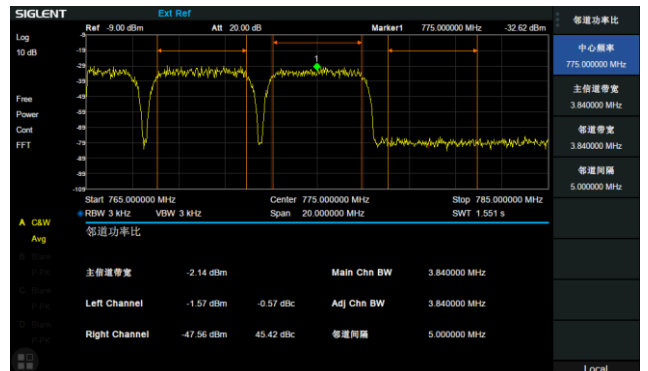 SIGLENT Ext Ref
Ref -9.00 dBm Att 20.00 dB Marker1 775.000000 MHz -32.62 dBm
Log
10 dB
Free
Power
Cont
FFT
-9
-19
-29
-39
-49
-59
-69
-79
-89
-99
-109
1
Start 765.000000 MHz Center 775.000000 MHz Stop 785.000000 MHz
RBW 3 kHz VBW 3 kHz Span 20.000000 MHz SWT 1.551 s
A C&W
Avg
B Blank
P-PK
C Blank
P-PK
D Blank
P-PK
邻道功率比
主信道带宽 -2.14 dBm Main Chn BW 3.840000 MHz
Left Channel -1.57 dBm -0.57 dBc Adj Chn BW 3.840000 MHz
Right Channel -47.56 dBm 45.42 dBc 邻道间隔 5.000000 MHz
邻道功率比
中心频率
775.000000 MHz
主信道带宽
3.840000 MHz
邻道带宽
3.840000 MHz
邻道间隔
5.000000 MHz
Local